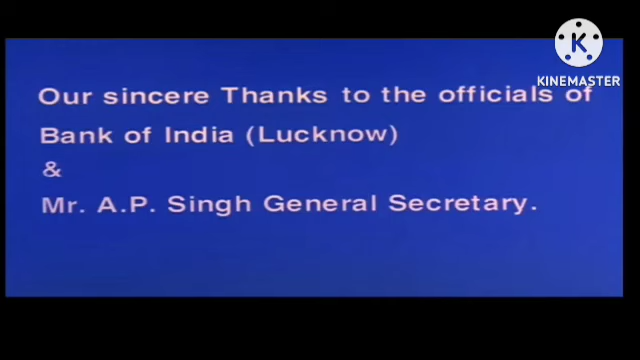 KINEMASTER
Our sincere Thanks to the officials of
Bank of India (Lucknow)
&
Mr. A.P. Singh General Secretary.